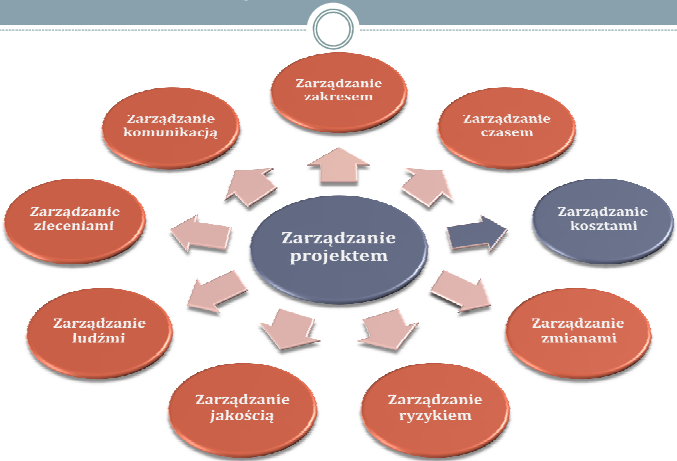 Zarządzanie
zakresem
Zarządzanie
czasem
Zarządzanie
kosztami
Zarządzanie
zmianami
Zarządzanie
ryzykiem
Zarządzanie
jakością
Zarządzanie
ludźmi
Zarządzanie
zleceniami
Zarządzanie
komunikacją
Zarządzanie
projektem